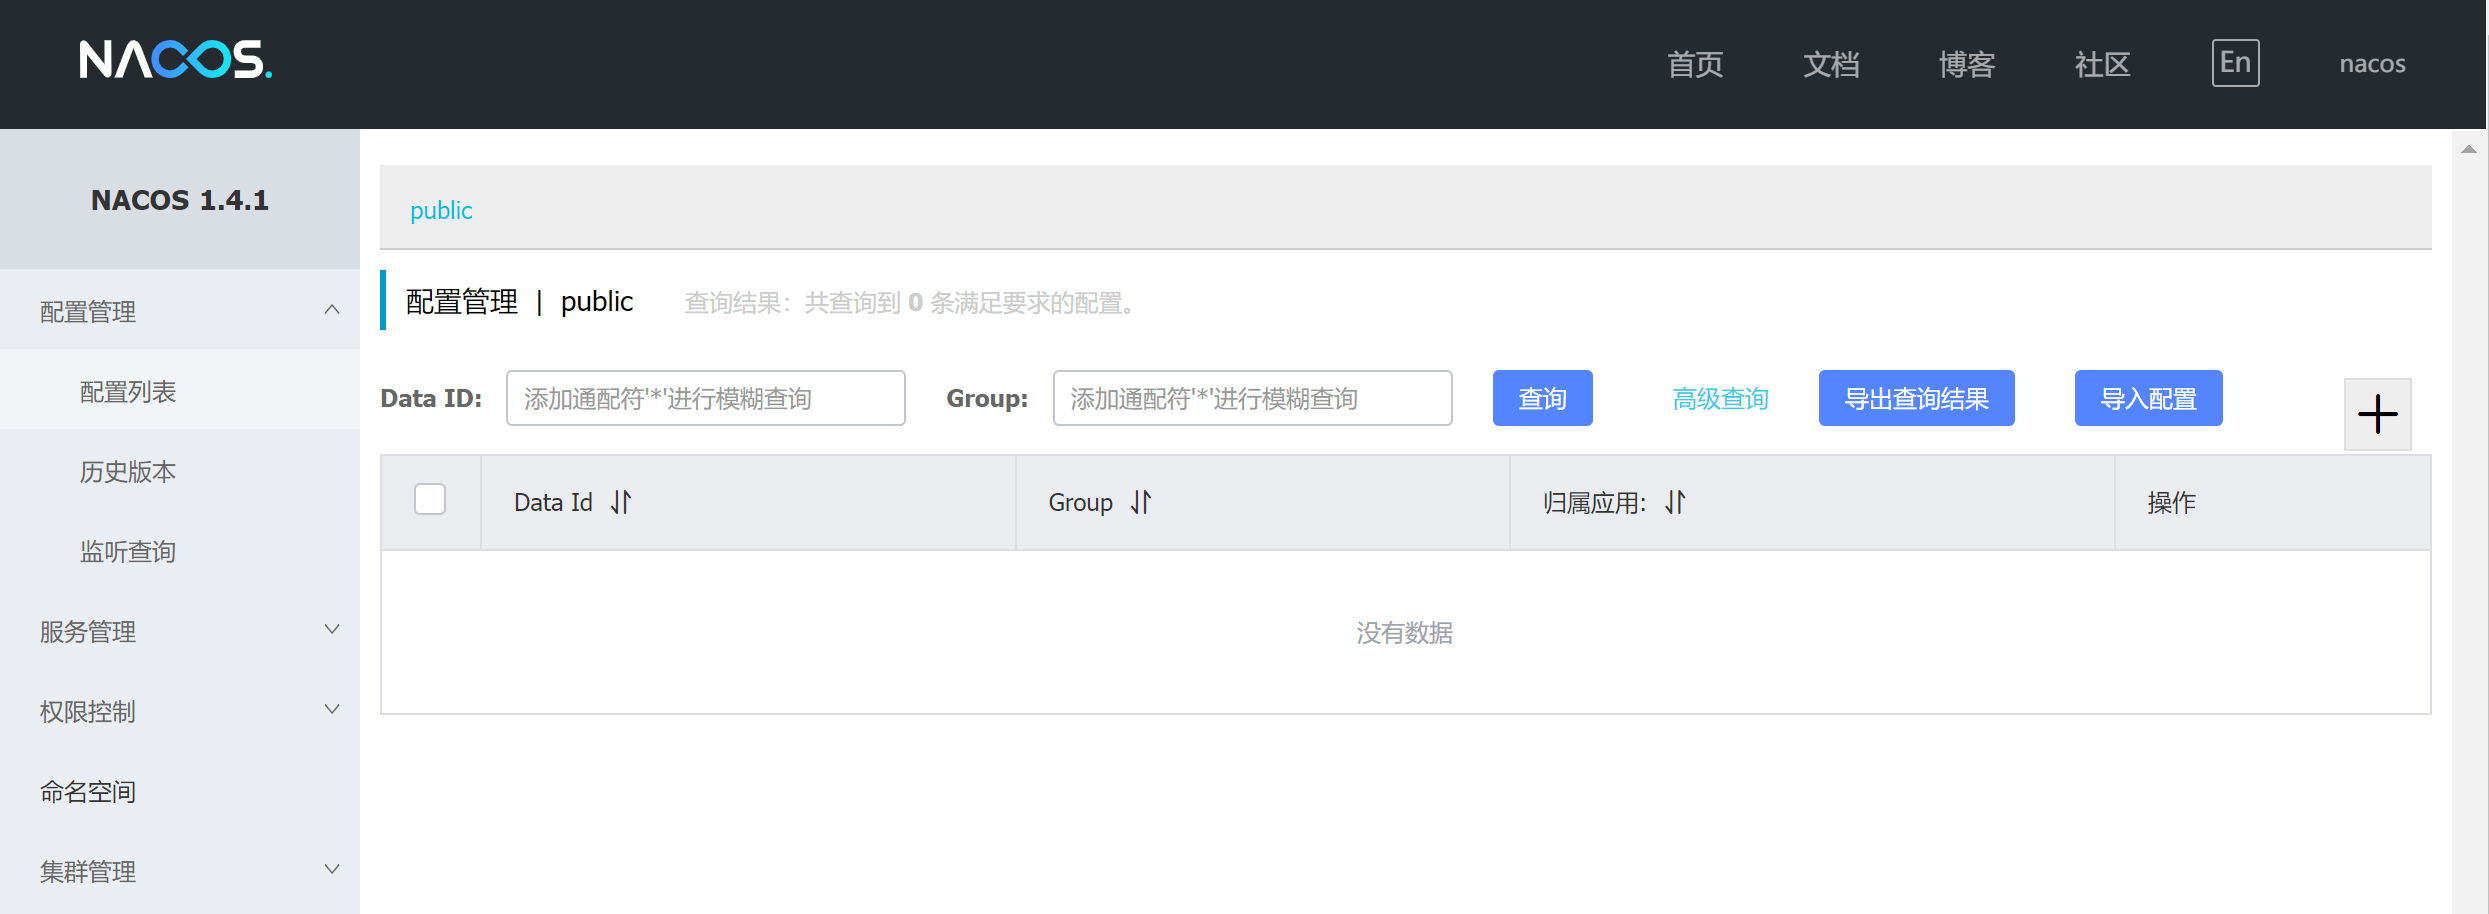 NACOS.
首页 文档 博客 社区 En nacos
NACOS 1.4.1
配置管理
配置列表
历史版本
监听查询
服务管理
权限控制
命名空间
集群管理
public
配置管理 | public 查询结果：共查询到 0 条满足要求的配置。
Data ID: 添加通配符'*'进行模糊查询 Group: 添加通配符'*'进行模糊查询 查询 高级查询 导出查询结果 导入配置
Data Id Group 归属应用: 操作
没有数据